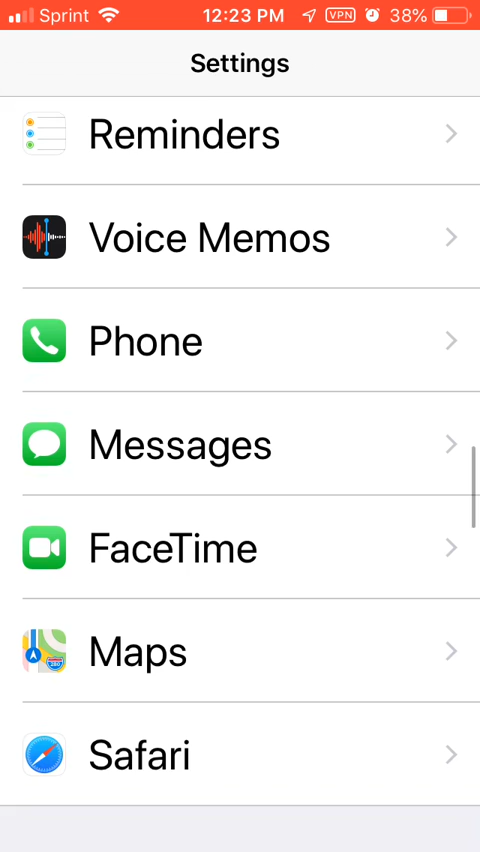 Sprint 12:23 PM VPN 38%
Settings
Reminders
Voice Memos
Phone
Messages
FaceTime
Maps
Safari